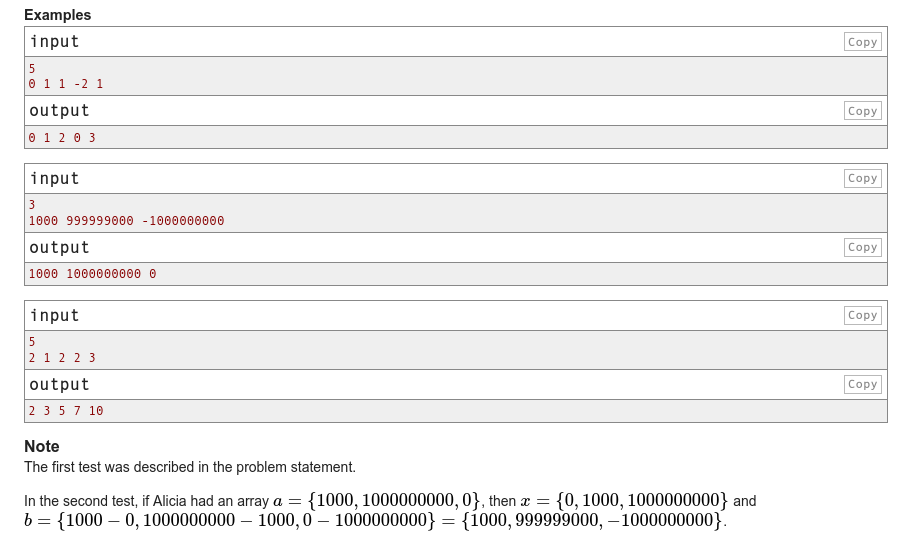 Examples
input
Copy
5
0 1 1 -2 1
output
Copy
0 1 2 0 3
input
Copy
3
1000 999999000 -1000000000
output
Copy
1000 1000000000 0
input
Copy
5
2 1 2 2 3
output
Copy
2 3 5 7 10
Note
The first test was described in the problem statement.
In the second test, if Alicia had an array a = {1000, 1000000000, 0}, then x = {0, 1000, 1000000000} and
b = {1000 − 0, 1000000000 − 1000, 0 − 1000000000} = {1000, 999999000, −1000000000}.